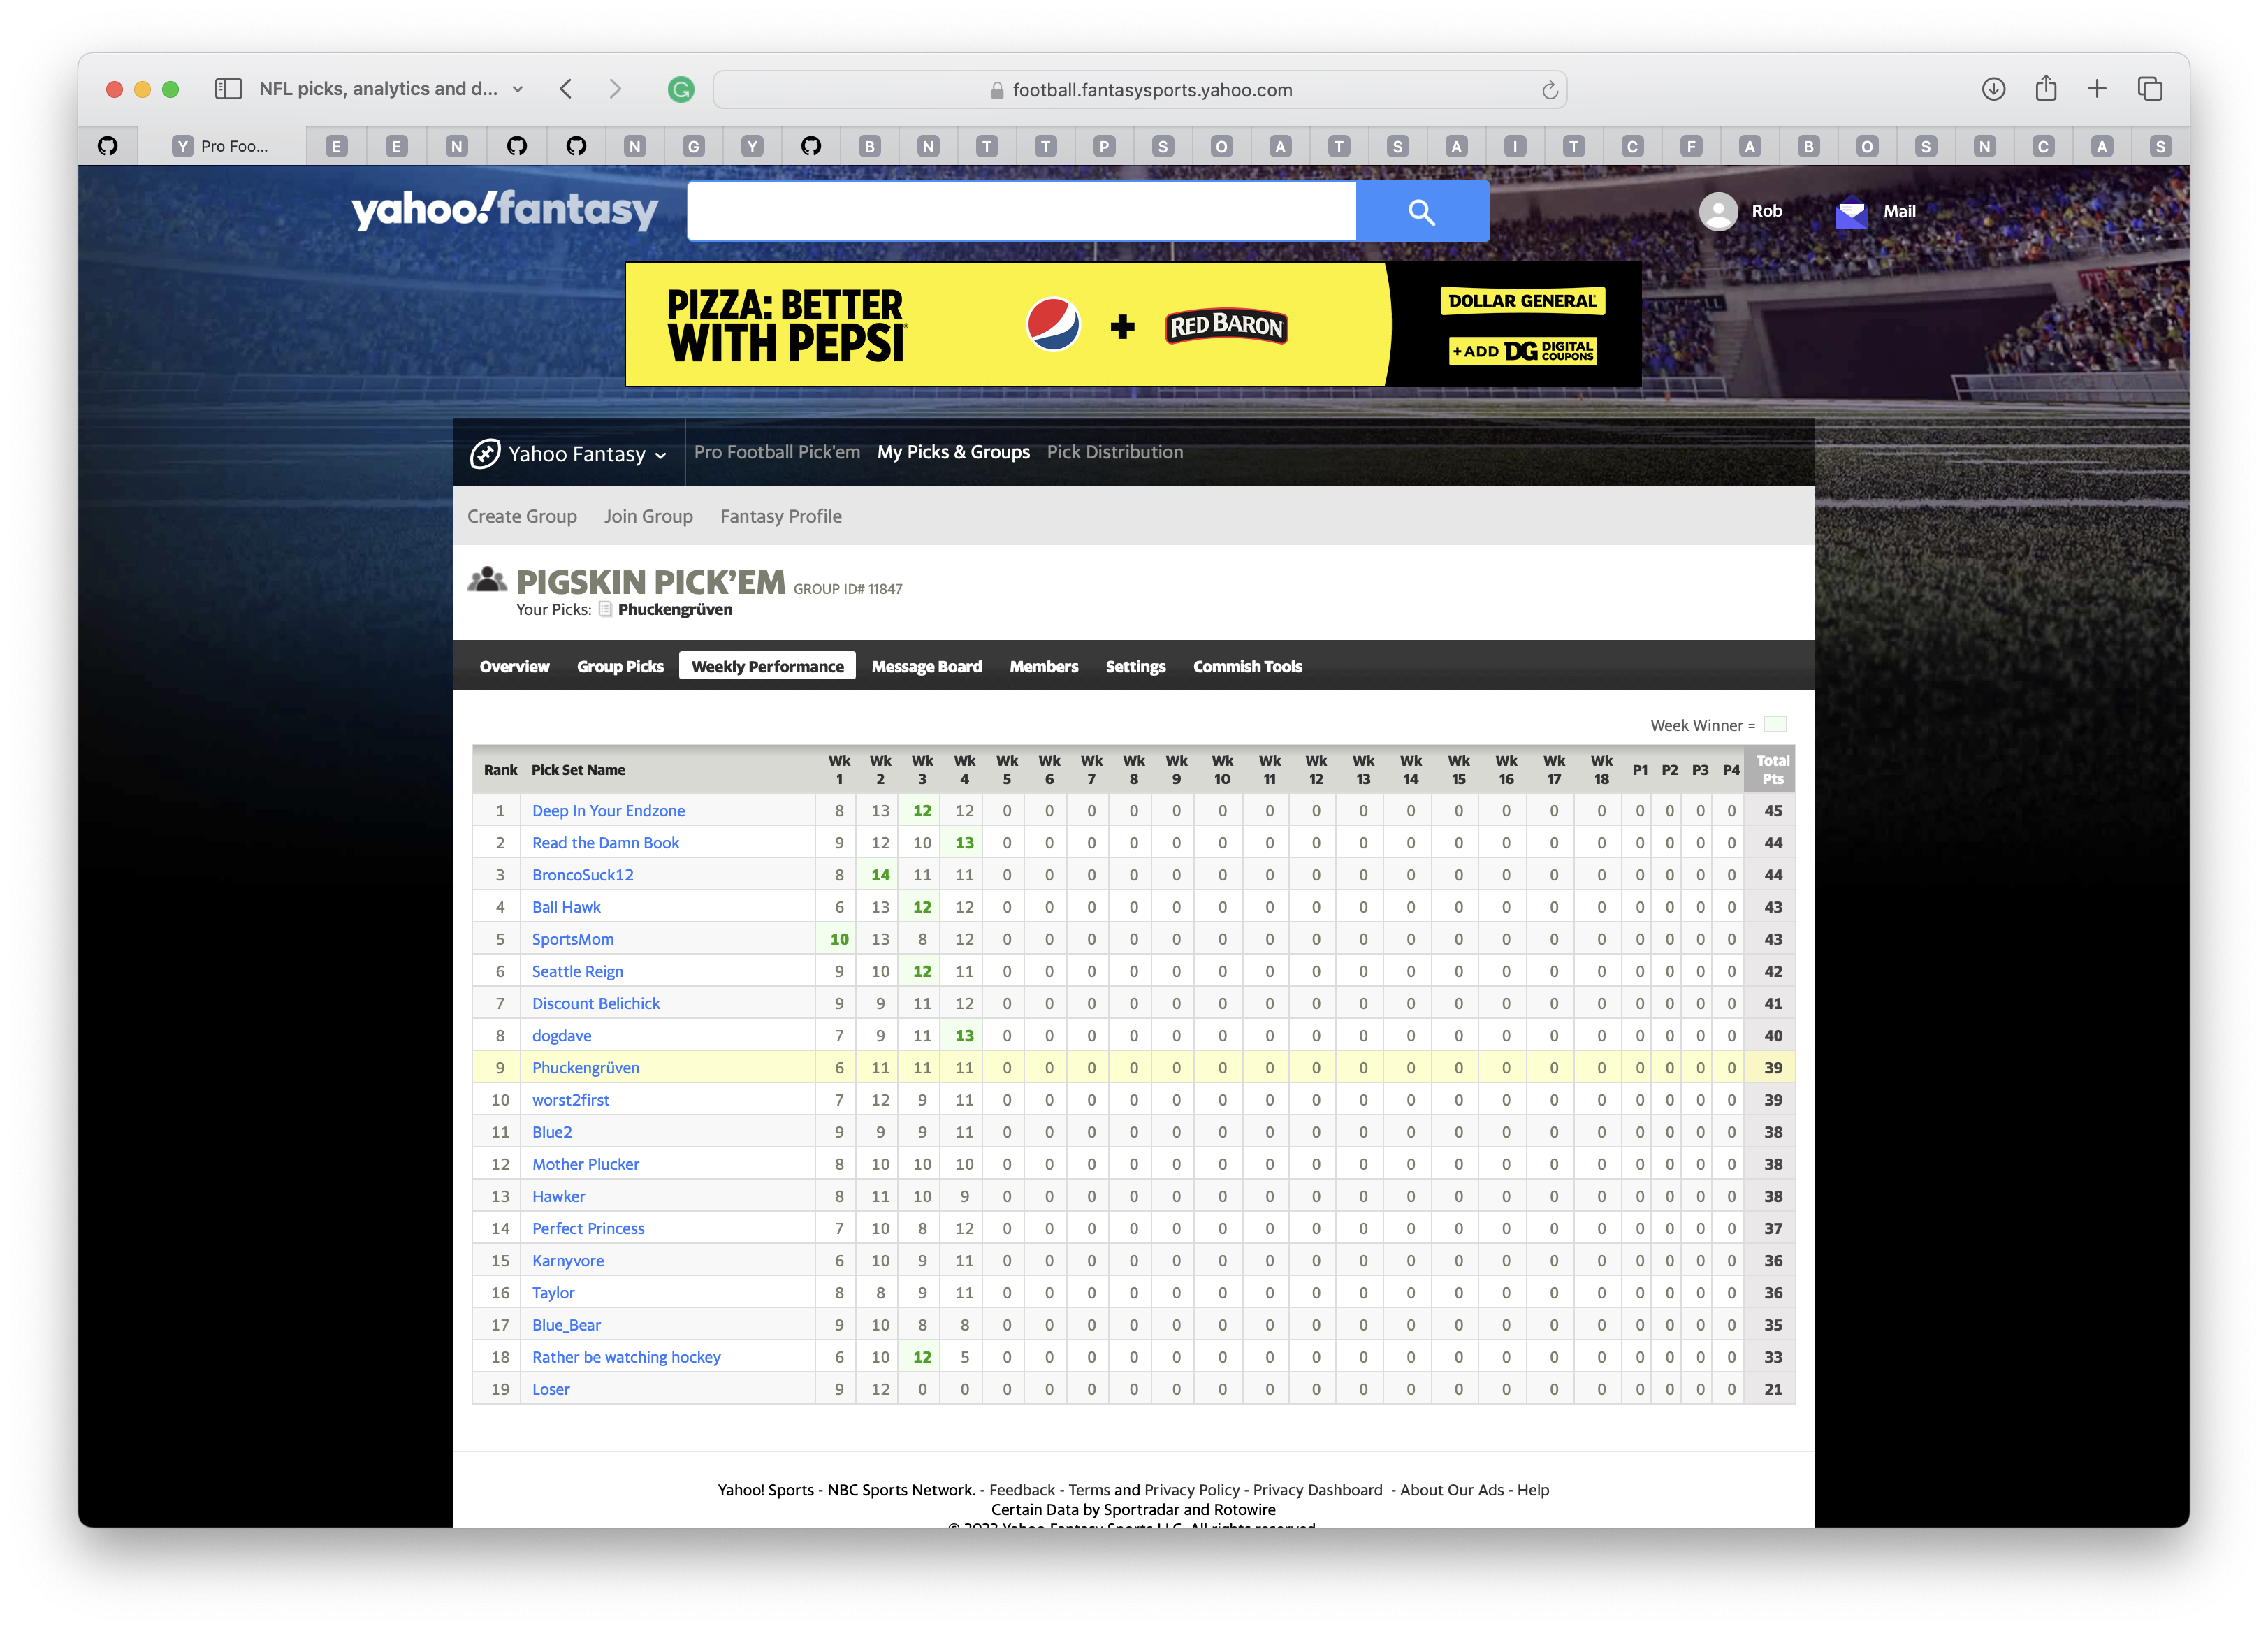 NFL picks, analytics and d...
football.fantasysports.yahoo.com
Y Pro Foo... E E N N G Y B N T T P S O A T S A I T C F A B O S N C A S
yahoo!fantasy
Rob Mail
PIZZA: BETTER
WITH PEPSI®
+ RED BARON
DOLLAR GENERAL
+ADD DG DIGITAL COUPONS
Yahoo Fantasy Pro Football Pick'em My Picks & Groups Pick Distribution
Create Group Join Group Fantasy Profile
PIGSKIN PICK'EM GROUP ID# 11847
Your Picks: Phuckengrüven
Overview Group Picks Weekly Performance Message Board Members Settings Commish Tools
Week Winner =
Rank Pick Set Name Wk 1 Wk 2 Wk 3 Wk 4 Wk 5 Wk 6 Wk 7 Wk 8 Wk 9 Wk 10 Wk 11 Wk 12 Wk 13 Wk 14 Wk 15 Wk 16 Wk 17 Wk 18 P1 P2 P3 P4 Total Pts
1 Deep In Your Endzone 8 13 12 12 0 0 0 0 0 0 0 0 0 0 0 0 0 0 0 0 0 0 45
2 Read the Damn Book 9 12 10 13 0 0 0 0 0 0 0 0 0 0 0 0 0 0 0 0 0 0 44
3 BroncoSuck12 8 14 11 11 0 0 0 0 0 0 0 0 0 0 0 0 0 0 0 0 0 0 44
4 Ball Hawk 6 13 12 12 0 0 0 0 0 0 0 0 0 0 0 0 0 0 0 0 0 0 43
5 SportsMom 10 13 8 12 0 0 0 0 0 0 0 0 0 0 0 0 0 0 0 0 0 0 43
6 Seattle Reign 9 10 12 11 0 0 0 0 0 0 0 0 0 0 0 0 0 0 0 0 0 0 42
7 Discount Belichick 9 9 11 12 0 0 0 0 0 0 0 0 0 0 0 0 0 0 0 0 0 0 41
8 dogdave 7 9 11 13 0 0 0 0 0 0 0 0 0 0 0 0 0 0 0 0 0 0 40
9 Phuckengrüven 6 11 11 11 0 0 0 0 0 0 0 0 0 0 0 0 0 0 0 0 0 0 39
10 worst2first 7 12 9 11 0 0 0 0 0 0 0 0 0 0 0 0 0 0 0 0 0 0 39
11 Blue2 9 9 9 11 0 0 0 0 0 0 0 0 0 0 0 0 0 0 0 0 0 0 38
12 Mother Plucker 8 10 10 10 0 0 0 0 0 0 0 0 0 0 0 0 0 0 0 0 0 0 38
13 Hawker 8 11 10 9 0 0 0 0 0 0 0 0 0 0 0 0 0 0 0 0 0 0 38
14 Perfect Princess 7 10 8 12 0 0 0 0 0 0 0 0 0 0 0 0 0 0 0 0 0 0 37
15 Karnyvore 6 10 9 11 0 0 0 0 0 0 0 0 0 0 0 0 0 0 0 0 0 0 36
16 Taylor 8 8 9 11 0 0 0 0 0 0 0 0 0 0 0 0 0 0 0 0 0 0 36
17 Blue_Bear 9 10 8 8 0 0 0 0 0 0 0 0 0 0 0 0 0 0 0 0 0 0 35
18 Rather be watching hockey 6 10 12 5 0 0 0 0 0 0 0 0 0 0 0 0 0 0 0 0 0 0 33
19 Loser 9 12 0 0 0 0 0 0 0 0 0 0 0 0 0 0 0 0 0 0 0 0 21
Yahoo! Sports - NBC Sports Network. - Feedback - Terms and Privacy Policy - Privacy Dashboard - About Our Ads - Help
Certain Data by Sportradar and Rotowire
© 2022 Yahoo Fantasy Sports LLC. All rights reserved